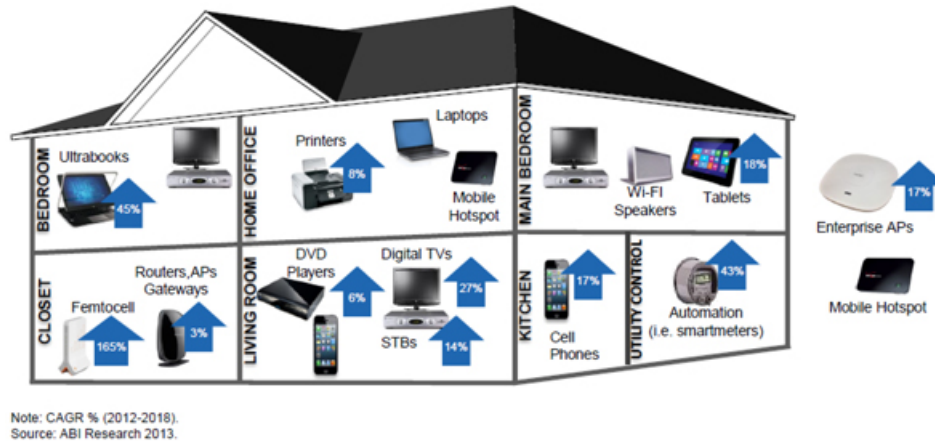 BEDROOM
Ultrabooks
45%
HOME OFFICE
Printers
8%
Laptops
Mobile
Hotspot
MAIN BEDROOM
WI-FI
Speakers
18%
Tablets
17%
Enterprise APs
Mobile Hotspot
CLOSET
Femtocell
165%
Routers,APs
Gateways
3%
LIVING ROOM
DVD
Players
6%
Digital TVs
27%
STBs
14%
KITCHEN
17%
Cell
Phones
UTILITY CONTROL
43%
Automation
(i.e. smartmeters)
Note: CAGR % (2012-2018).
Source: ABI Research 2013.